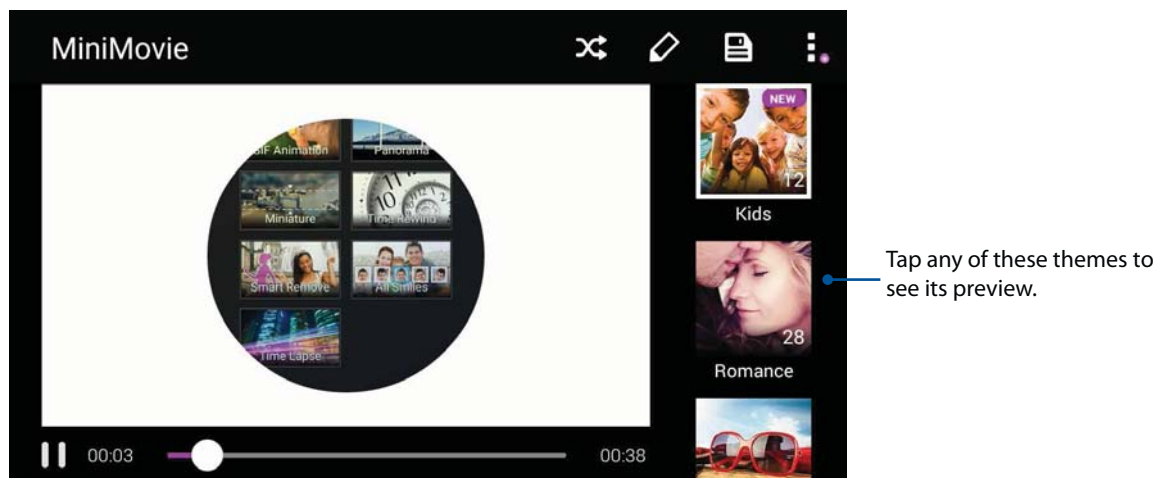 MiniMovie
GIF Animation
Panorama
Miniature
Time Rewind
Smart Remove
All Smiles
Time Lapse
00:03
00:38
NEW
12
Kids
28
Romance
Tap any of these themes to
see its preview.